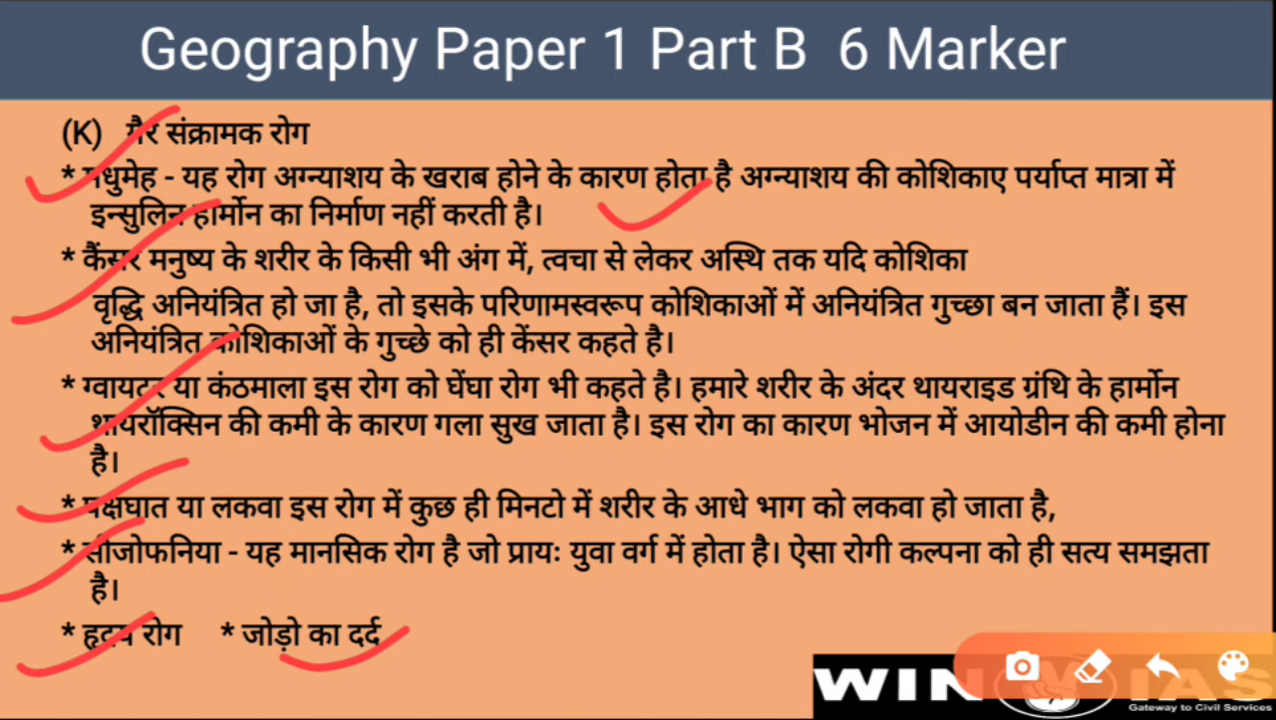 Geography Paper 1 Part B 6 Marker
(K) गैर संक्रामक रोग
* मधुमेह - यह रोग अग्न्याशय के खराब होने के कारण होता है अग्न्याशय की कोशिकाए पर्याप्त मात्रा में
इन्सुलिन हार्मोन का निर्माण नहीं करती है।
* कैंसर मनुष्य के शरीर के किसी भी अंग में, त्वचा से लेकर अस्थि तक यदि कोशिका
वृद्धि अनियंत्रित हो जा है, तो इसके परिणामस्वरूप कोशिकाओं में अनियंत्रित गुच्छा बन जाता हैं। इस
अनियंत्रित कोशिकाओं के गुच्छे को ही केंसर कहते है।
* ग्वायटर या कंठमाला इस रोग को घेंघा रोग भी कहते है। हमारे शरीर के अंदर थायराइड ग्रंथि के हार्मोन
थायरॉक्सिन की कमी के कारण गला सुख जाता है। इस रोग का कारण भोजन में आयोडीन की कमी होना
है।
* पक्षघात या लकवा इस रोग में कुछ ही मिनटो में शरीर के आधे भाग को लकवा हो जाता है,
* सीजोफनिया - यह मानसिक रोग है जो प्रायः युवा वर्ग में होता है। ऐसा रोगी कल्पना को ही सत्य समझता
है।
* हृदय रोग * जोड़ो का दर्द
WIN IAS
Gateway to Civil Services